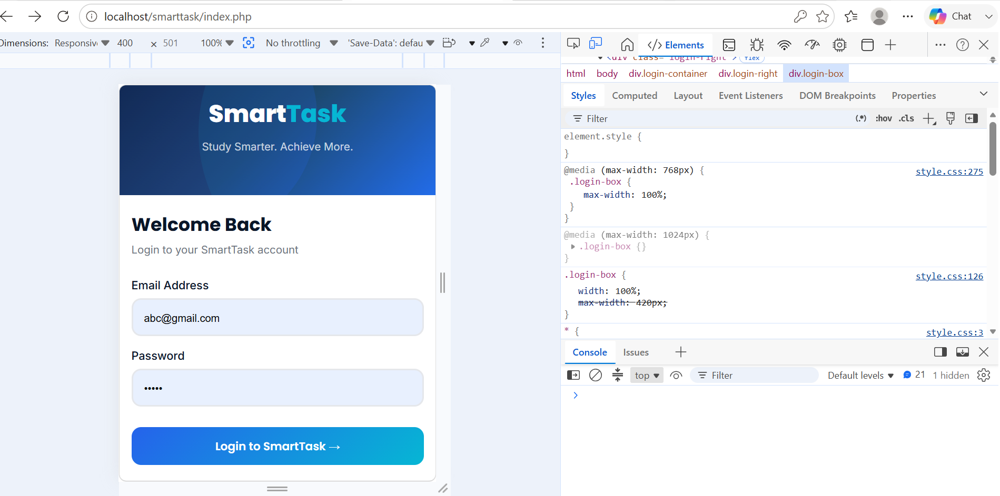 localhost/smarttask/index.php
Chat
Dimensions: Responsiv 400 × 501 100% No throttling 'Save-Data': defau
Elements
<div class="login-right"> flex
html body div.login-container div.login-right div.login-box
Styles Computed Layout Event Listeners DOM Breakpoints Properties
Filter (.*) :hov .cls
element.style {
}
@media (max-width: 768px) { style.css:275
.login-box {
max-width: 100%;
}
}
@media (max-width: 1024px) {
.login-box {}
}
.login-box { style.css:126
width: 100%;
max-width: 420px;
}
* { style.css:3
Console Issues
top Filter Default levels 21 1 hidden
SmartTask
Study Smarter. Achieve More.
Welcome Back
Login to your SmartTask account
Email Address
abc@gmail.com
Password
•••••
Login to SmartTask →